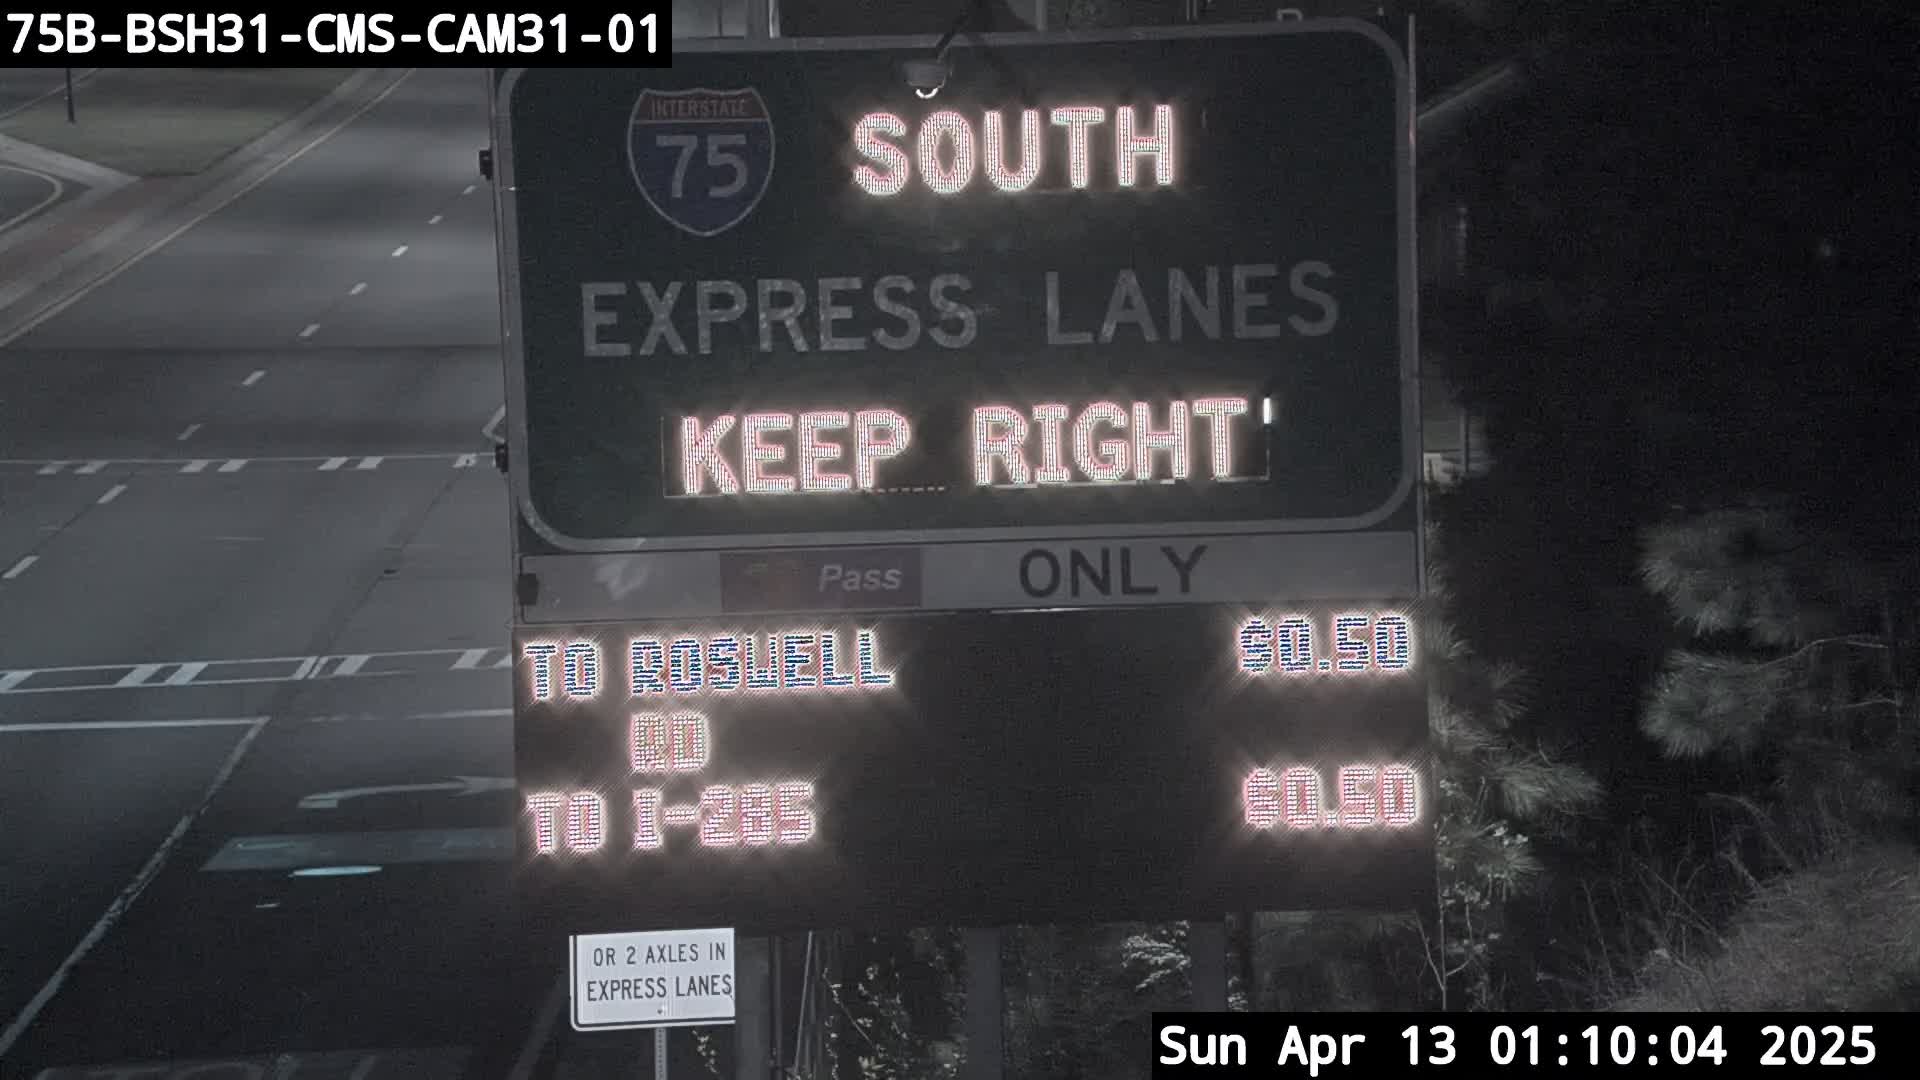 75B-BSH31-CMS-CAM31-01
INTERSTATE
75
SOUTH
EXPRESS LANES
KEEP RIGHT
Pass ONLY
TO ROSWELL $0.50
RD
TO I-285 $0.50
OR 2 AXLES IN
EXPRESS LANES
Sun Apr 13 01:10:04 2025